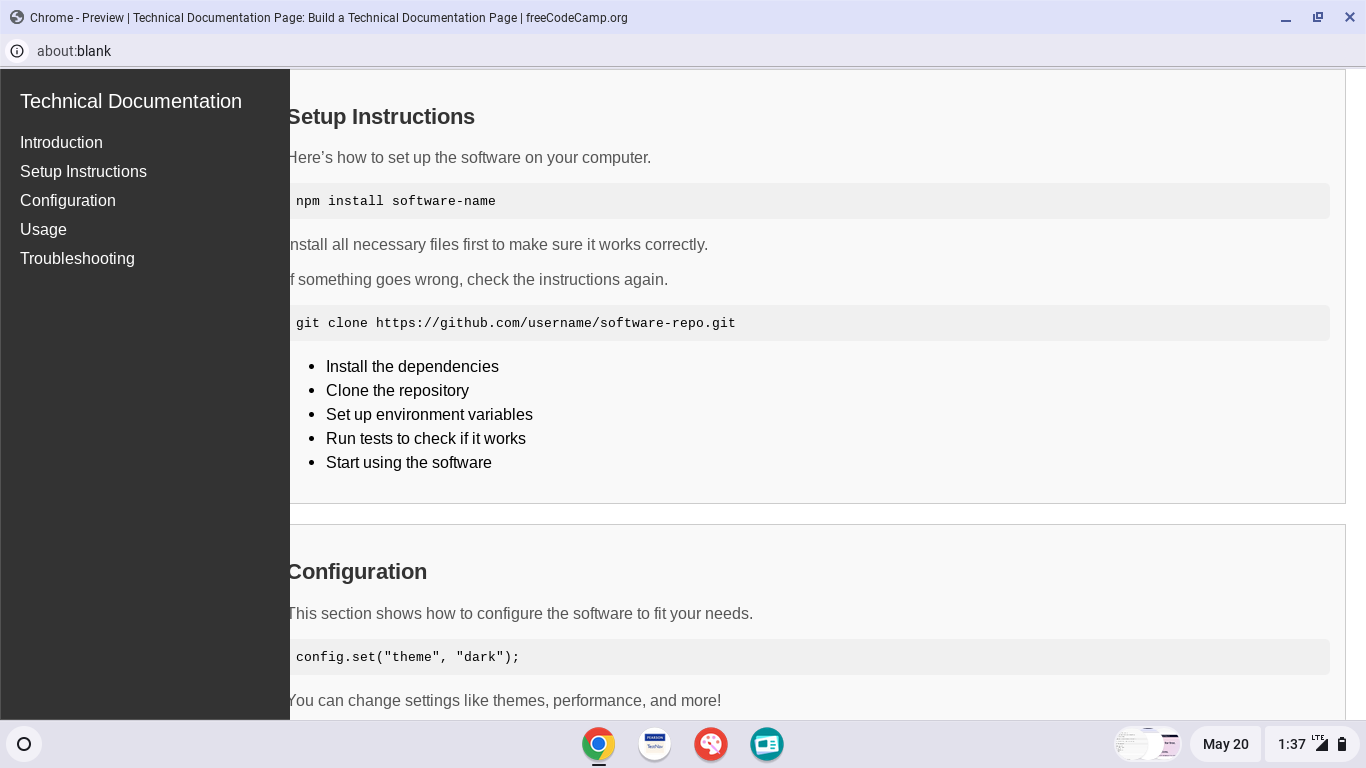 Chrome - Preview | Technical Documentation Page: Build a Technical Documentation Page | freeCodeCamp.org
about:blank
Technical Documentation
Introduction
Setup Instructions
Configuration
Usage
Troubleshooting
Setup Instructions
Here’s how to set up the software on your computer.
npm install software-name
Install all necessary files first to make sure it works correctly.
If something goes wrong, check the instructions again.
git clone https://github.com/username/software-repo.git
• Install the dependencies
• Clone the repository
• Set up environment variables
• Run tests to check if it works
• Start using the software
Configuration
This section shows how to configure the software to fit your needs.
config.set("theme", "dark");
You can change settings like themes, performance, and more!
PEARSON
TestNav
May 20
1:37
LTE